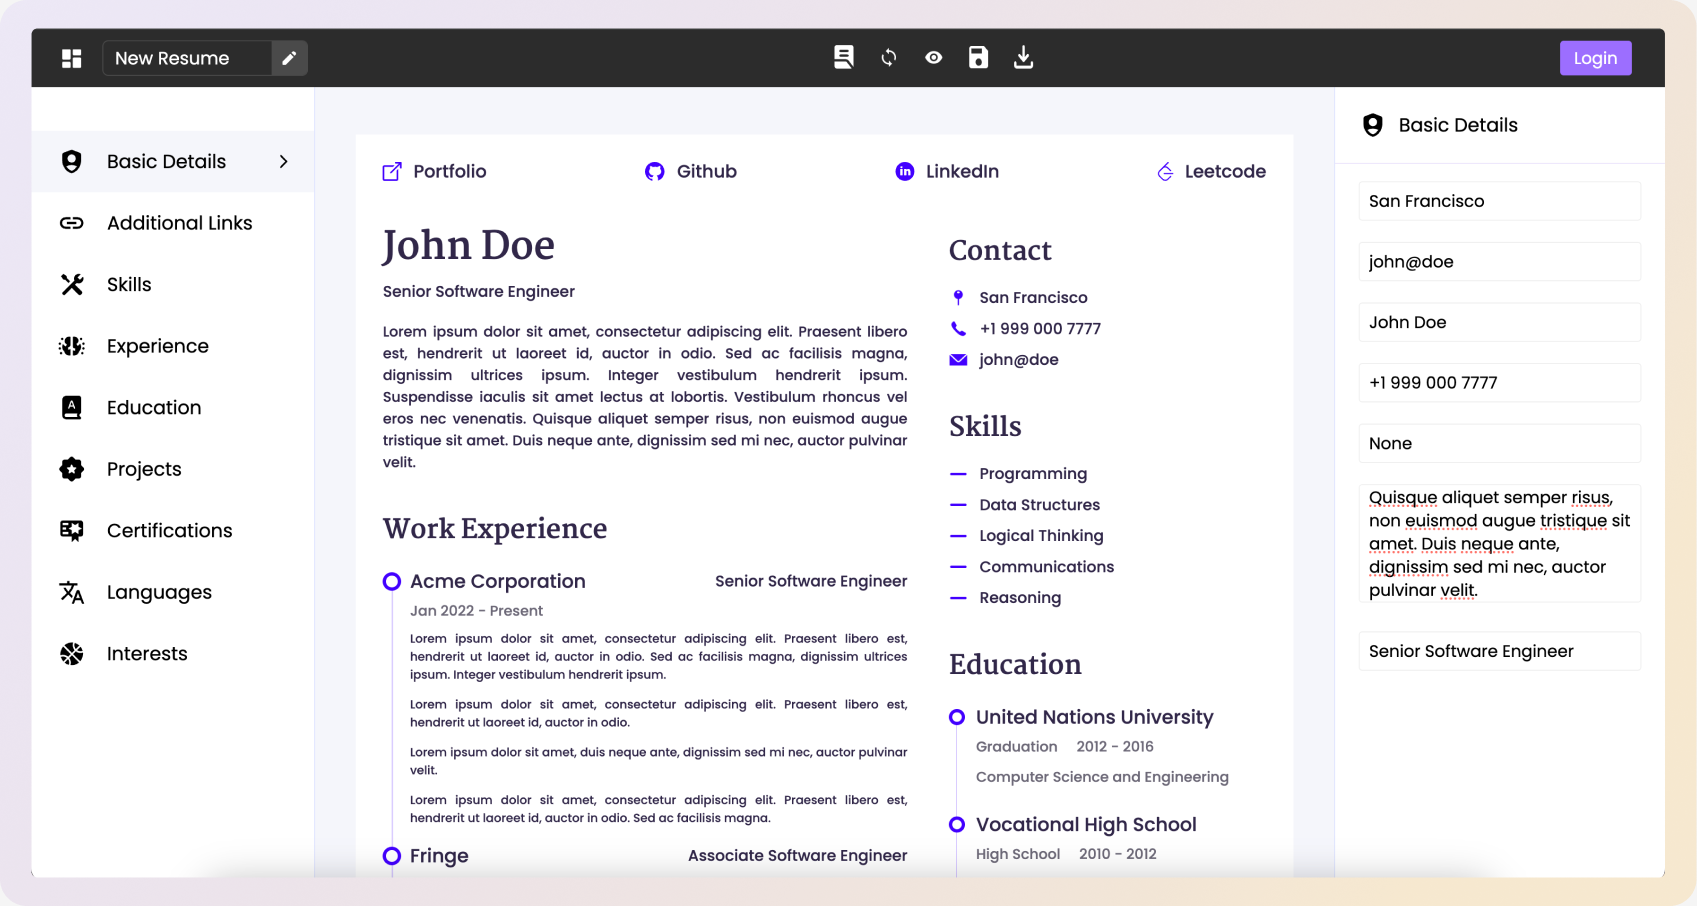 New Resume
Login
Basic Details
Additional Links
Skills
Experience
Education
Projects
Certifications
Languages
Interests
Portfolio
Github
LinkedIn
Leetcode
John Doe
Senior Software Engineer
Lorem ipsum dolor sit amet, consectetur adipiscing elit. Praesent libero
est, hendrerit ut laoreet id, auctor in odio. Sed ac facilisis magna,
dignissim ultrices ipsum. Integer vestibulum hendrerit ipsum.
Suspendisse iaculis sit amet lectus at lobortis. Vestibulum rhoncus vel
eros nec venenatis. Quisque aliquet semper risus, non euismod augue
tristique sit amet. Duis neque ante, dignissim sed mi nec, auctor pulvinar
velit.
Work Experience
Acme Corporation
Senior Software Engineer
Jan 2022 - Present
Lorem ipsum dolor sit amet, consectetur adipiscing elit. Praesent libero est,
hendrerit ut laoreet id, auctor in odio. Sed ac facilisis magna, dignissim ultrices
ipsum. Integer vestibulum hendrerit ipsum.
Lorem ipsum dolor sit amet, consectetur adipiscing elit. Praesent libero est,
hendrerit ut laoreet id, auctor in odio.
Lorem ipsum dolor sit amet, duis neque ante, dignissim sed mi nec, auctor pulvinar
velit.
Lorem ipsum dolor sit amet, consectetur adipiscing elit. Praesent libero est,
hendrerit ut laoreet id, auctor in odio. Sed ac facilisis magna.
Fringe
Associate Software Engineer
Contact
San Francisco
+1 999 000 7777
john@doe
Skills
Programming
Data Structures
Logical Thinking
Communications
Reasoning
Education
United Nations University
Graduation 2012 - 2016
Computer Science and Engineering
Vocational High School
High School 2010 - 2012
Basic Details
San Francisco
john@doe
John Doe
+1 999 000 7777
None
Quisque aliquet semper risus,
non euismod augue tristique sit
amet. Duis neque ante,
dignissim sed mi nec, auctor
pulvinar velit.
Senior Software Engineer